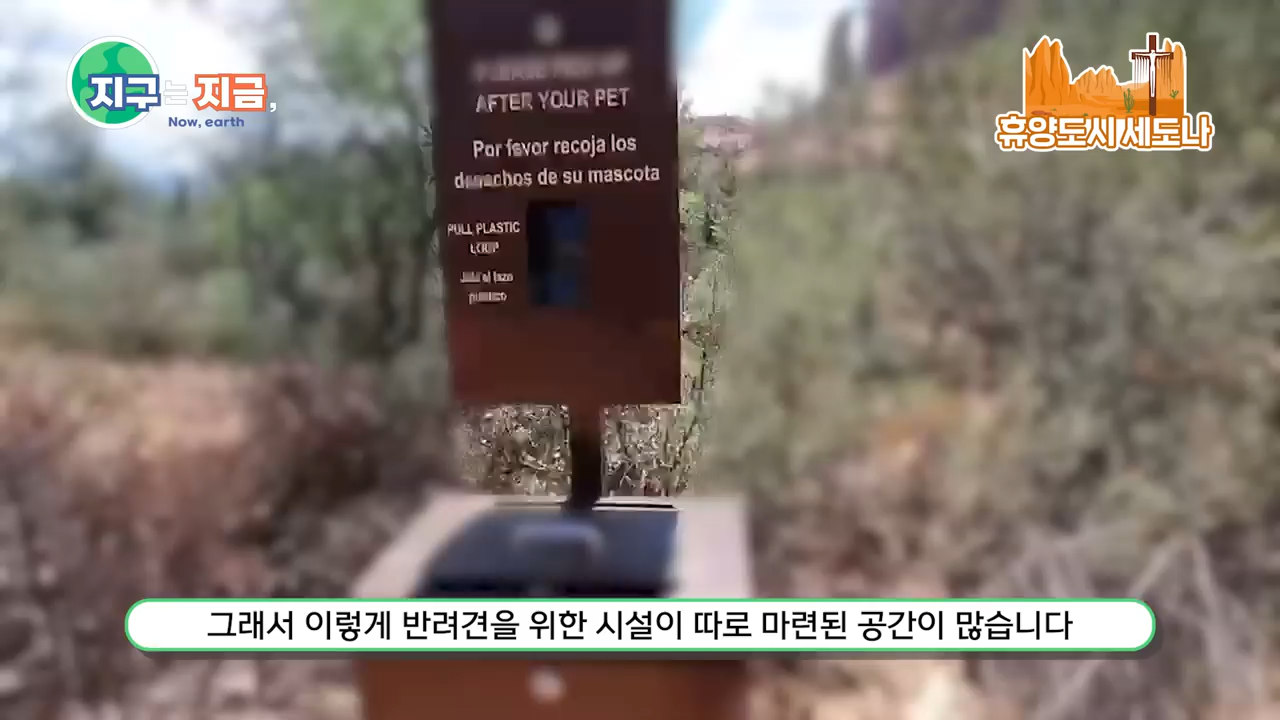 지구는 지금,
Now, earth
휴양도시 세도나
AFTER YOUR PET
Por favor recoja los
desechos de su mascota
PULL PLASTIC
그래서 이렇게 반려견을 위한 시설이 따로 마련된 공간이 많습니다